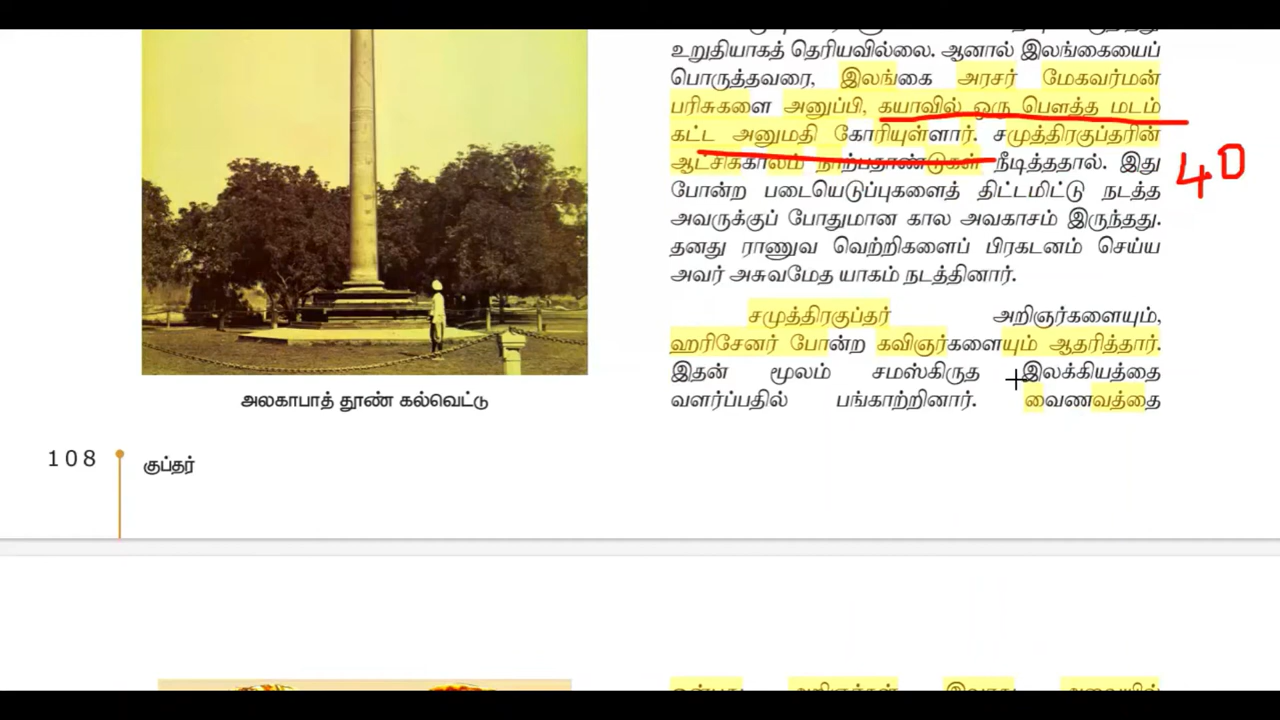 உறுதியாகத் தெரியவில்லை. ஆனால் இலங்கையைப்
பொருத்தவரை, இலங்கை அரசர் மேகவர்மன்
பரிசுகளை அனுப்பி, கயாவில் ஒரு பௌத்த மடம்
கட்ட அனுமதி கோரியுள்ளார். சமுத்திரகுப்தரின்
ஆட்சிக்காலம் நாற்பதாண்டுகள் நீடித்ததால். இது
போன்ற படையெடுப்புகளைத் திட்டமிட்டு நடத்த
அவருக்குப் போதுமான கால அவகாசம் இருந்தது.
தனது ராணுவ வெற்றிகளைப் பிரகடனம் செய்ய
அவர் அசுவமேத யாகம் நடத்தினார்.
40
சமுத்திரகுப்தர் அறிஞர்களையும்,
ஹரிசேனர் போன்ற கவிஞர்களையும் ஆதரித்தார்.
இதன் மூலம் சமஸ்கிருத இலக்கியத்தை
வளர்ப்பதில் பங்காற்றினார். வைணவத்தை
அலகாபாத் தூண் கல்வெட்டு
108 குப்தர்